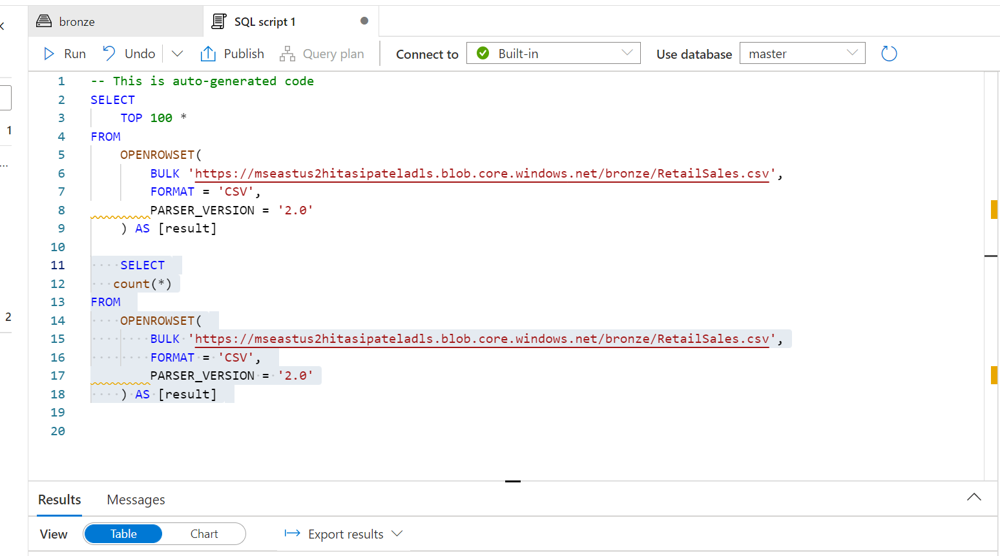 bronze
SQL script 1
Run Undo Publish Query plan Connect to Built-in Use database master
1 -- This is auto-generated code
2 SELECT
3 TOP 100 *
4 FROM
5 OPENROWSET(
6 BULK 'https://mseastus2hitasipateladls.blob.core.windows.net/bronze/RetailSales.csv',
7 FORMAT = 'CSV',
8 PARSER_VERSION = '2.0'
9 ) AS [result]
10
11 SELECT
12 count(*)
13 FROM
14 OPENROWSET(
15 BULK 'https://mseastus2hitasipateladls.blob.core.windows.net/bronze/RetailSales.csv',
16 FORMAT = 'CSV',
17 PARSER_VERSION = '2.0'
18 ) AS [result]
19
20
1
...
2
Results Messages
View Table Chart Export results